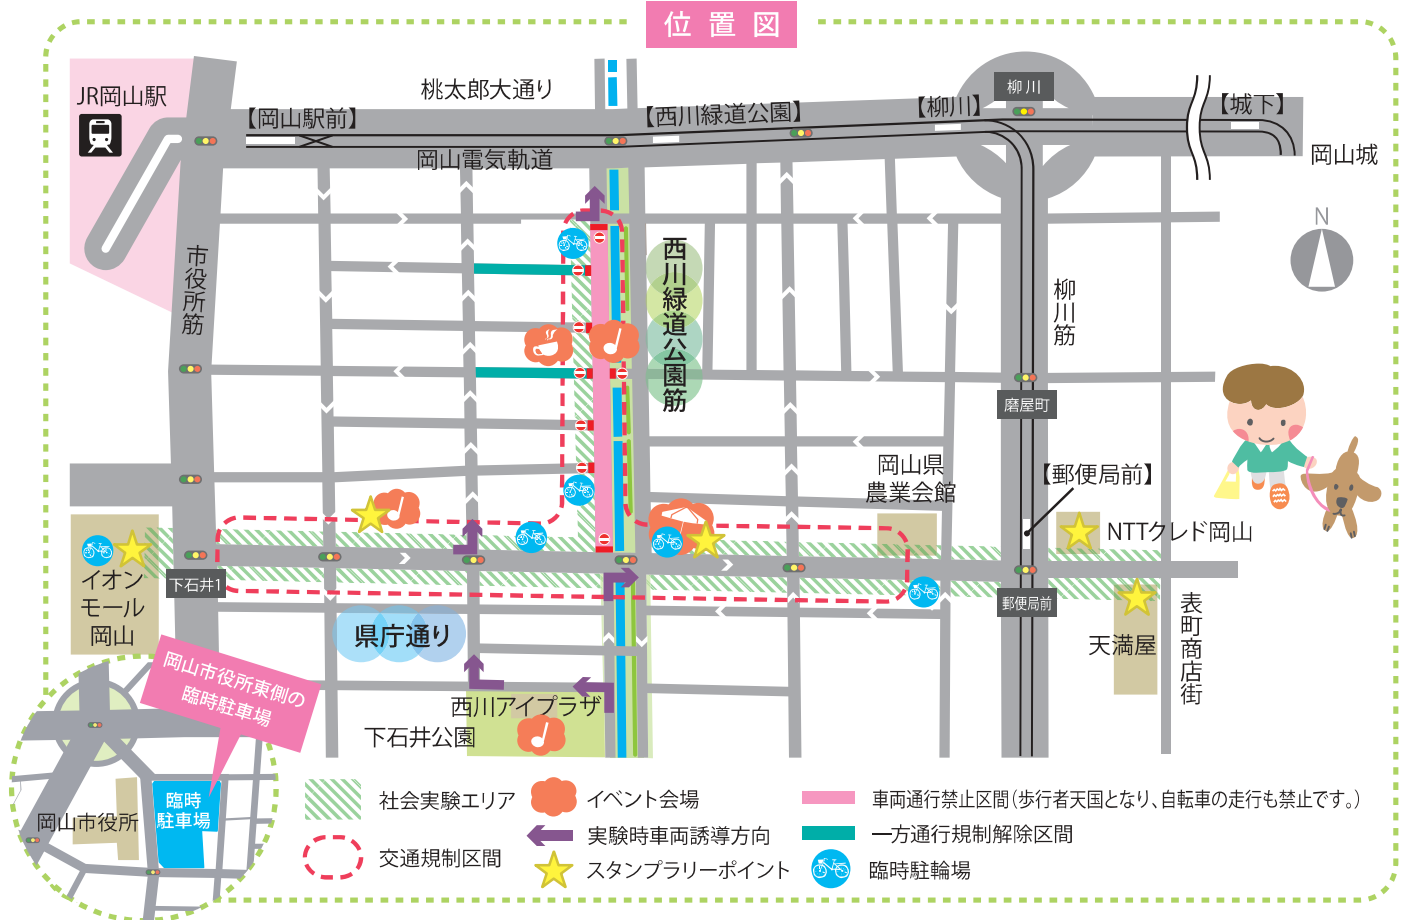 位置図
JR岡山駅
桃太郎大通り
【岡山駅前】
【西川緑道公園】
【柳川】
柳川
【城下】
岡山電気軌道
岡山城
N
市役所筋
西川緑道公園筋
柳川筋
磨屋町
岡山県
農業会館
【郵便局前】
NTTクレド岡山
下石井1
郵便局前
イオン
モール
岡山
県庁通り
天満屋
表町商店街
西川アイプラザ
下石井公園
岡山市役所東側の
臨時駐車場
臨時
駐車場
岡山市役所
社会実験エリア
交通規制区間
イベント会場
実験時車両誘導方向
スタンプラリーポイント
車両通行禁止区間（歩行者天国となり、自転車の走行も禁止です。）
一方通行規制解除区間
臨時駐輪場